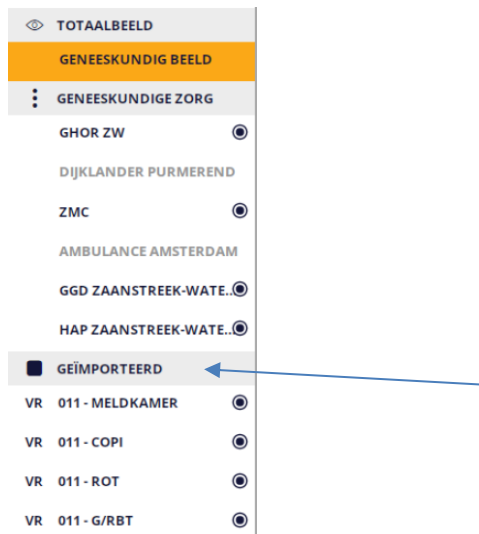 TOTAALBEELD
GENEESKUNDIG BEELD
GENEESKUNDIGE ZORG
GHOR ZW
DIJKLANDER PURMEREND
ZMC
AMBULANCE AMSTERDAM
GGD ZAANSTREEK-WATE..
HAP ZAANSTREEK-WATE...
GEÏMPORTEERD
VR 011 - MELDKAMER
VR 011 - COPI
VR 011 - ROT
VR 011 - G/RBT